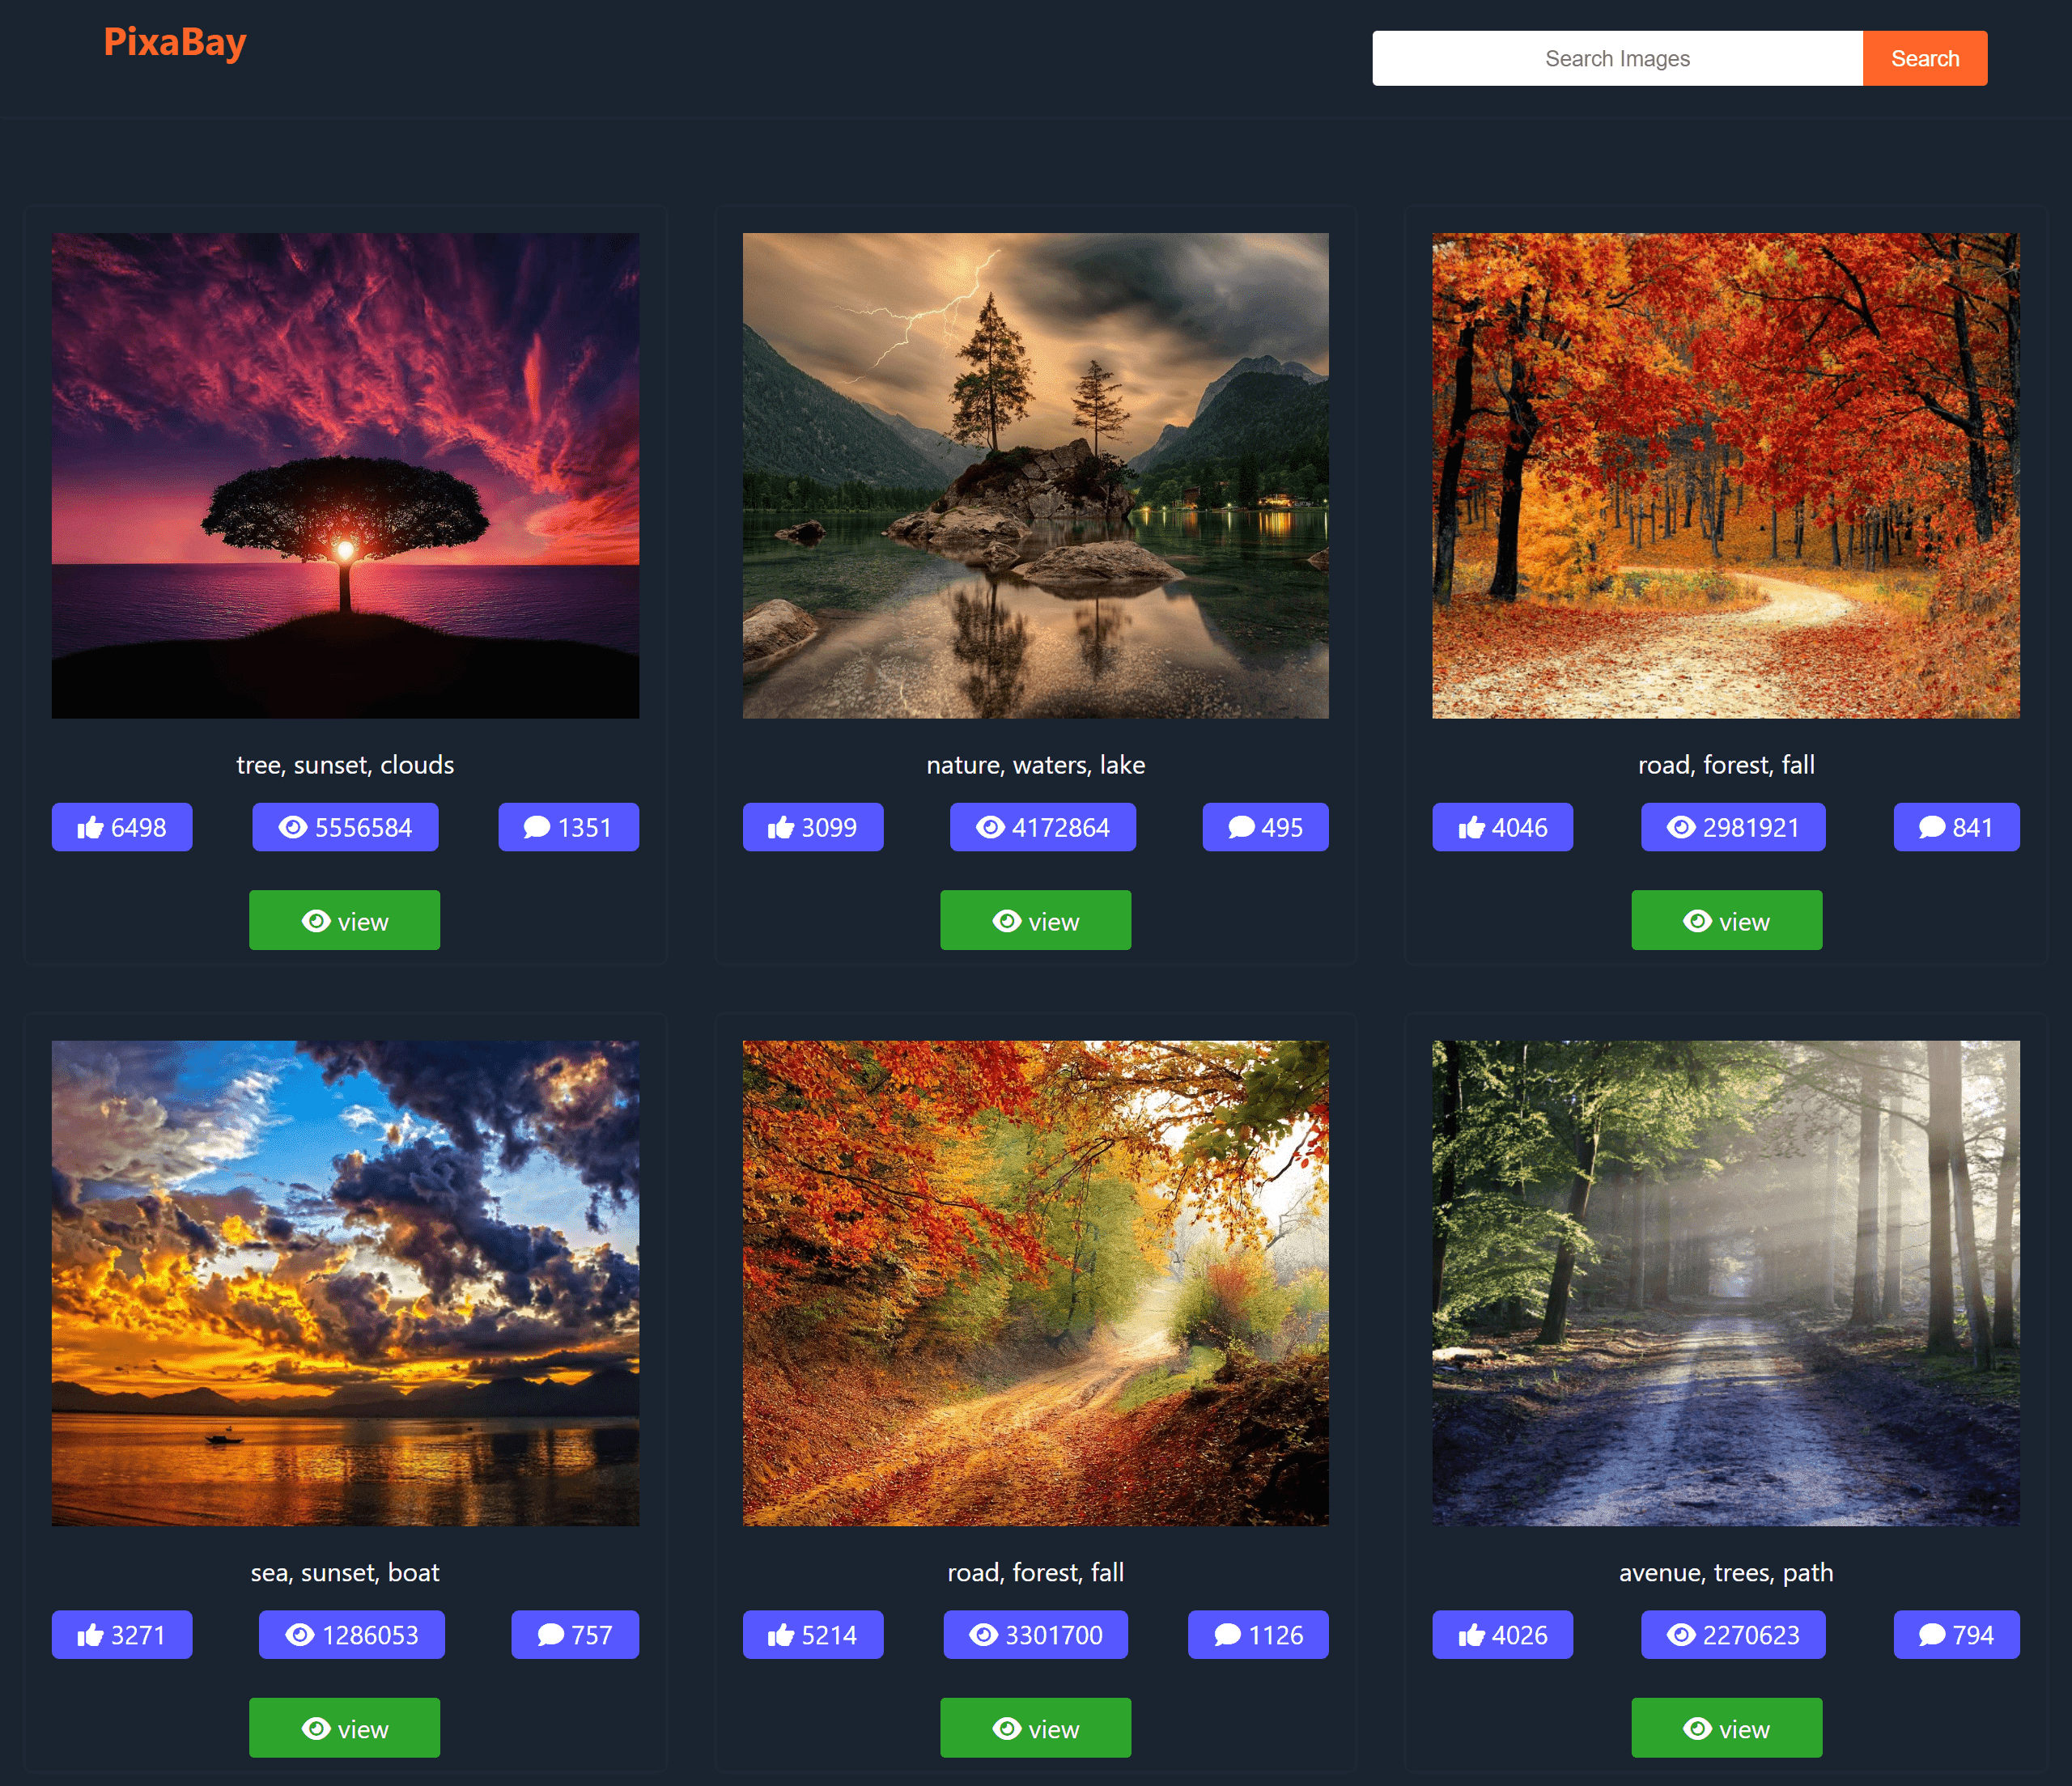 PixaBay
Search Images
Search
tree, sunset, clouds
nature, waters, lake
road, forest, fall
6498
5556584
1351
3099
4172864
495
4046
2981921
841
view
view
view
sea, sunset, boat
road, forest, fall
avenue, trees, path
3271
1286053
757
5214
3301700
1126
4026
2270623
794
view
view
view